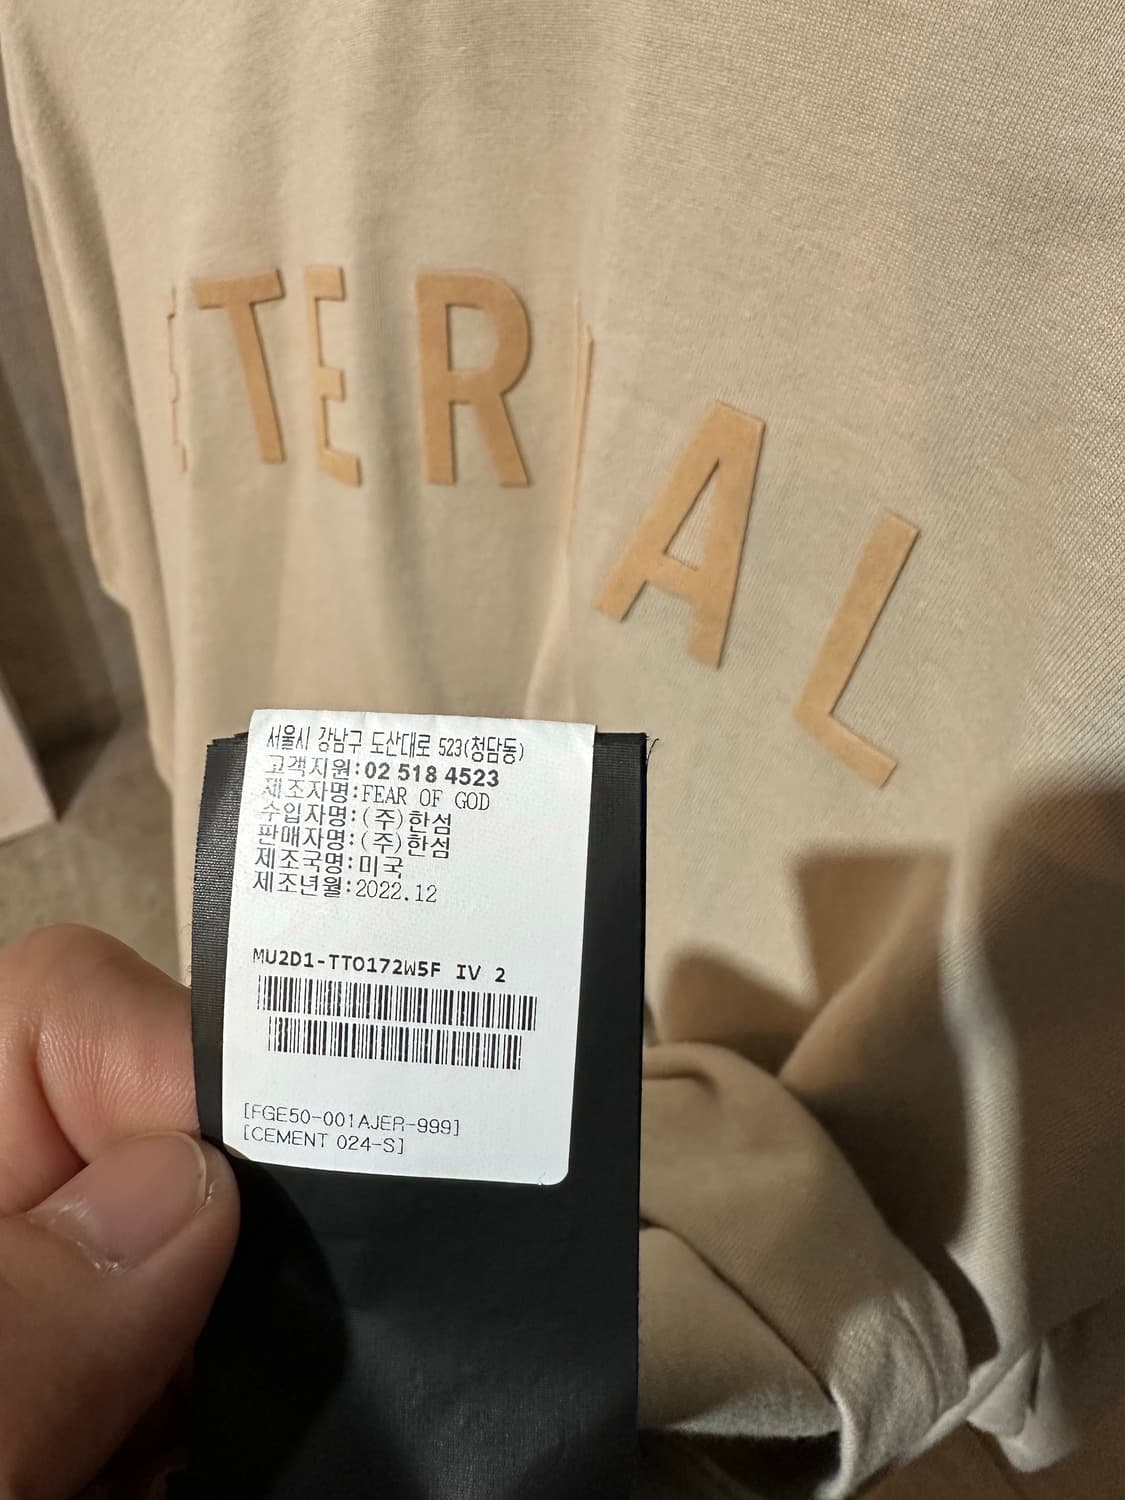 ETERNAL
서울시 강남구 도산대로 523(청담동)
고객지원:02 518 4523
제조자명:FEAR OF GOD
수입자명:(주)한섬
판매자명:(주)한섬
제조국명:미국
제조년월:2022.12
MU2D1-TTO172W5F IV 2
[FGE50-001AJER-999]
[CEMENT 024-S]